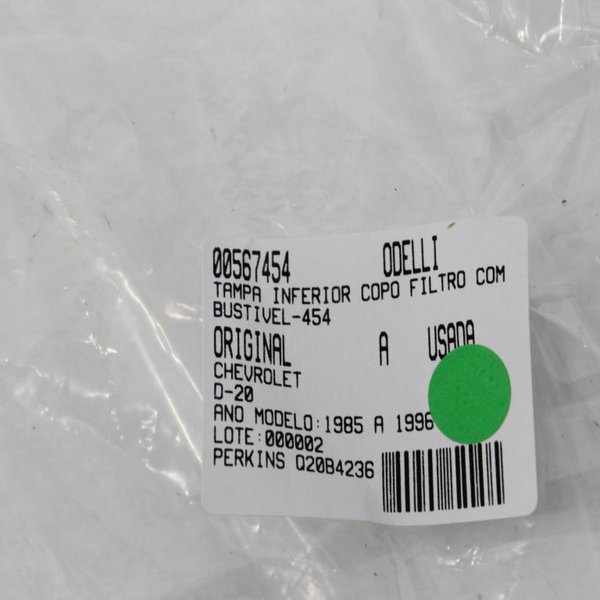 00567454 ODELLI
TAMPA INFERIOR COPO FILTRO COM
BUSTIVEL-454
ORIGINAL A USADA
CHEVROLET
D-20
ANO MODELO:1985 A 1996
LOTE:000002
PERKINS Q20B4236